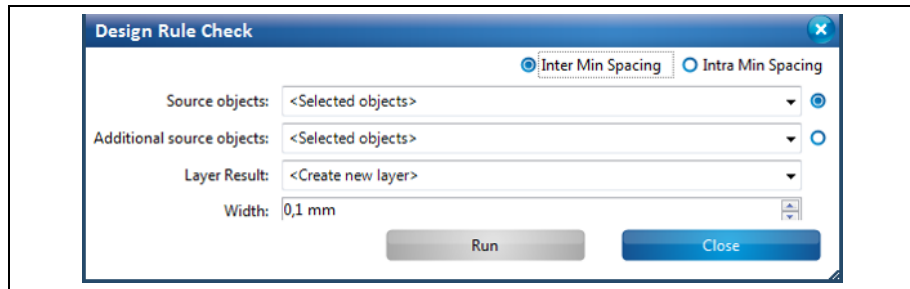 Design Rule Check
Inter Min Spacing Intra Min Spacing
Source objects: <Selected objects>
Additional source objects: <Selected objects>
Layer Result: <Create new layer>
Width: 0,1 mm
Run Close